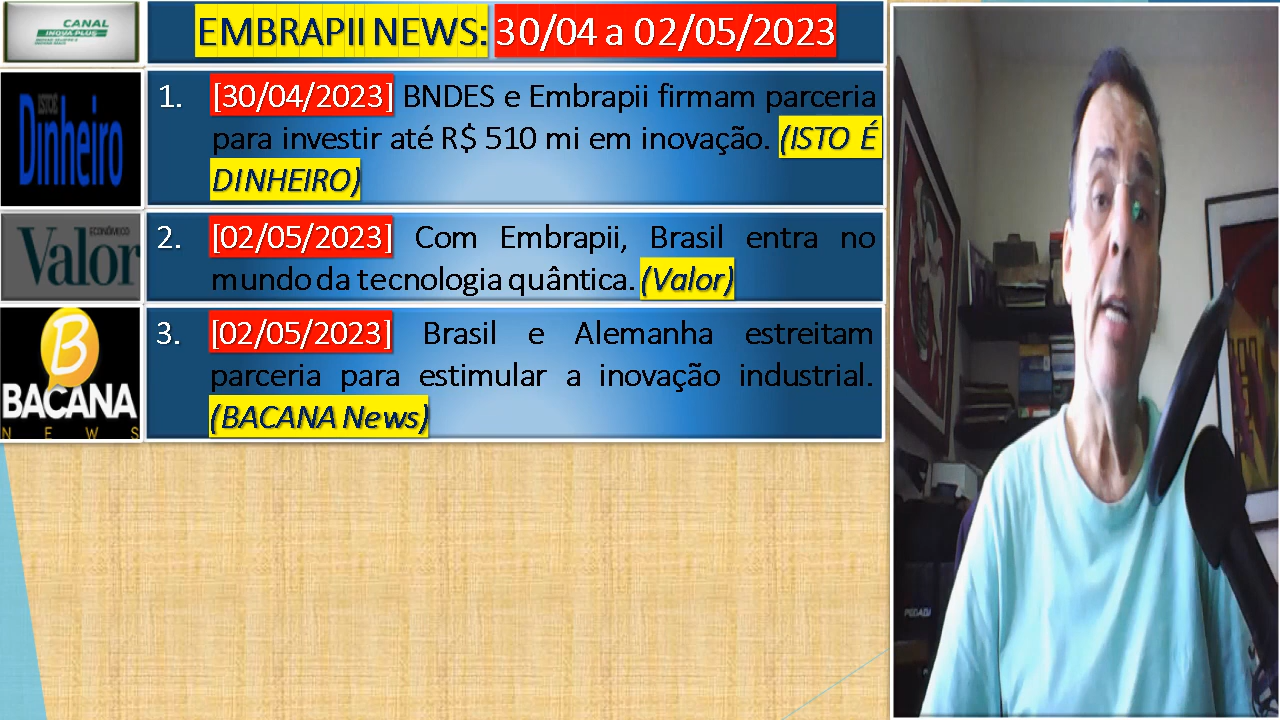 CANAL
INOVA PLUS
EMBRAPII NEWS: 30/04 a 02/05/2023
Dinheiro
1. [30/04/2023] BNDES e Embrapii firmam parceria
para investir até R$ 510 mi em inovação. (ISTO É
DINHEIRO)
ECONÔMICO
Valor
2. [02/05/2023] Com Embrapii, Brasil entra no
mundo da tecnologia quântica. (Valor)
B
BACANA
NEWS
3. [02/05/2023] Brasil e Alemanha estreitam
parceria para estimular a inovação industrial.
(BACANA News)